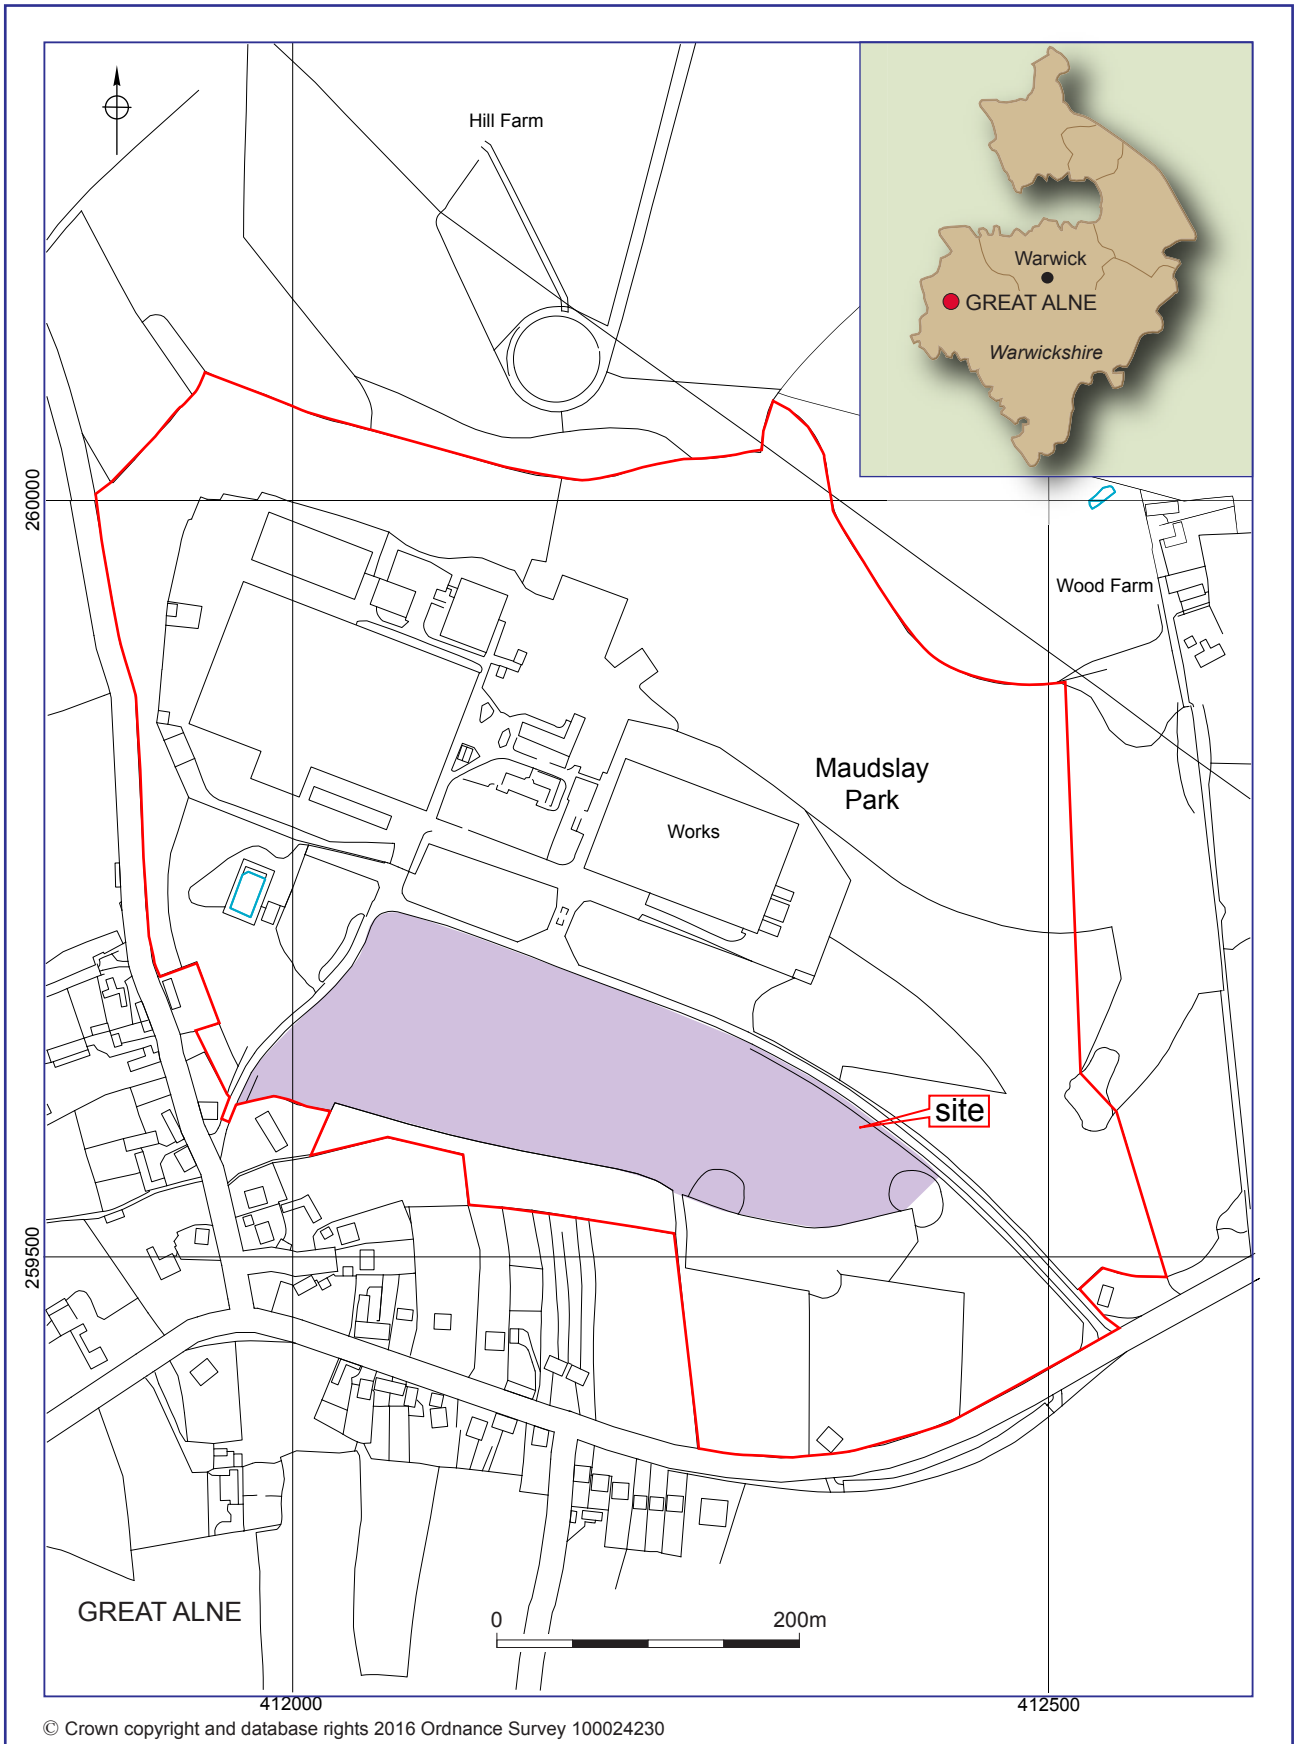 Hill Farm
Warwick
GREAT ALNE
Warwickshire
260000
Wood Farm
Maudslay
Park
Works
site
259500
GREAT ALNE
0 200m
412000 412500
© Crown copyright and database rights 2016 Ordnance Survey 100024230